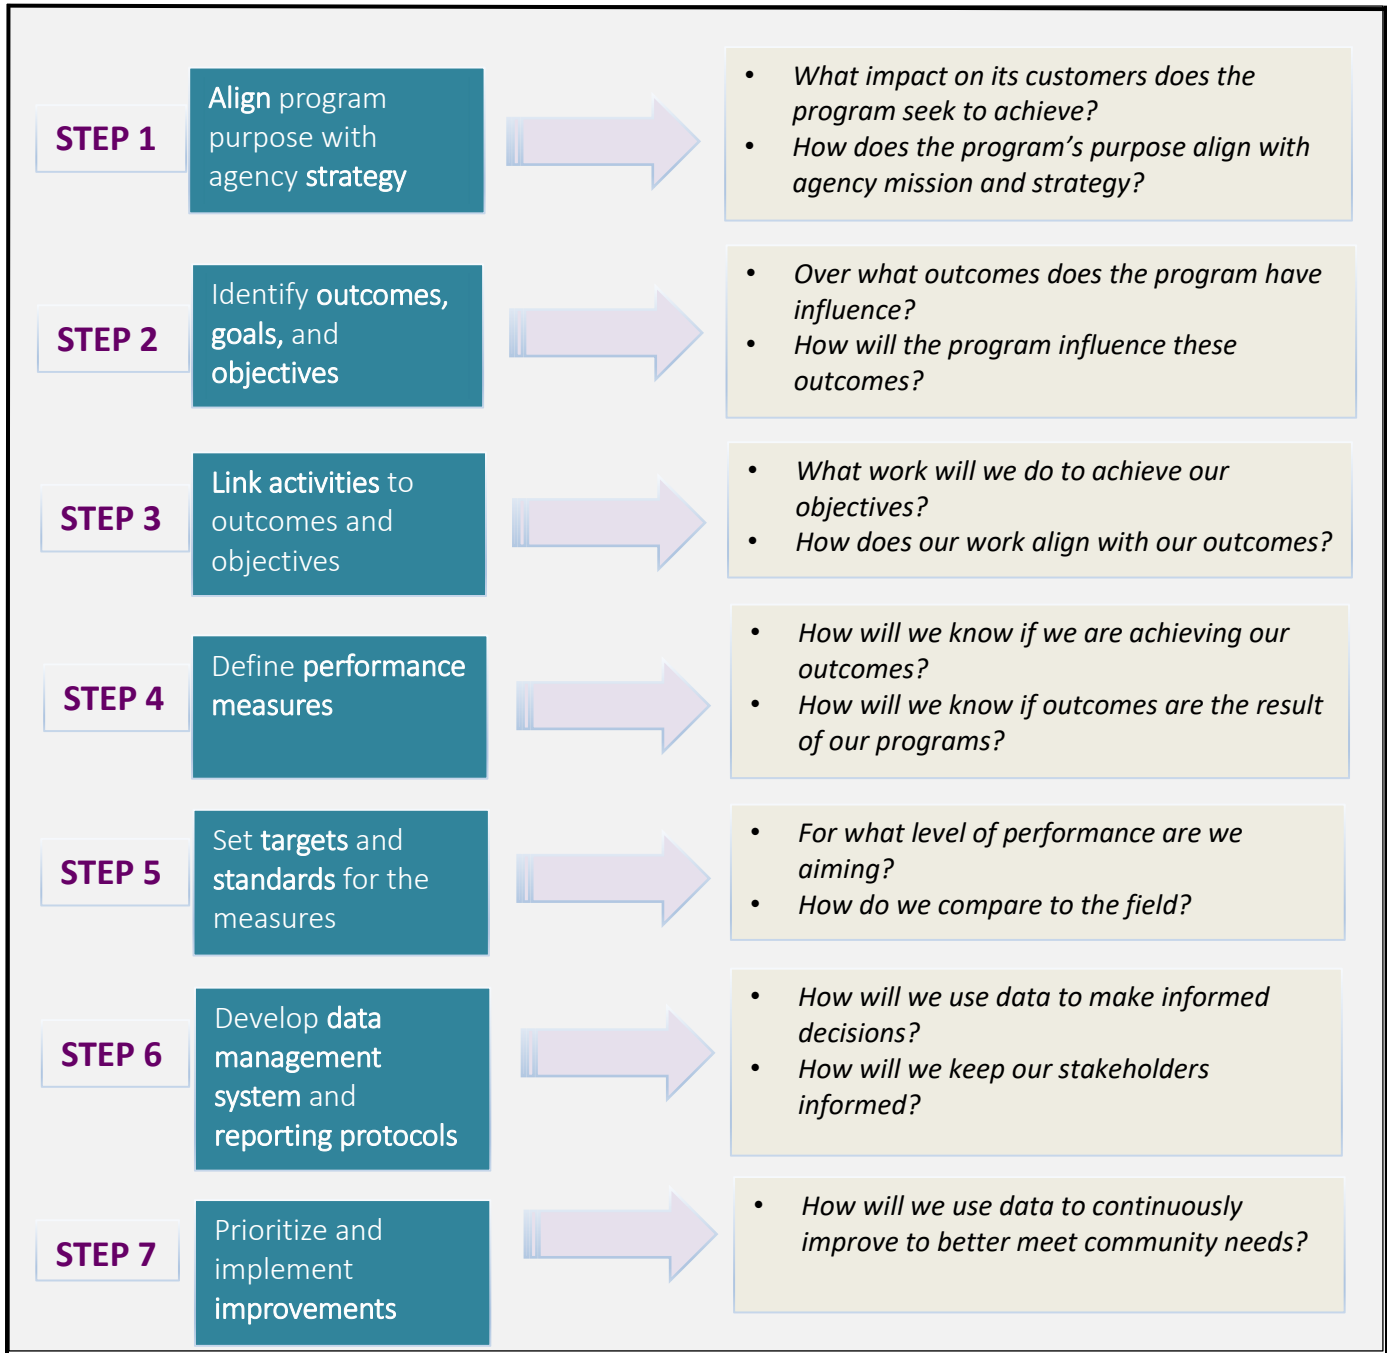 STEP 1
Align program
purpose with
agency strategy
• What impact on its customers does the
program seek to achieve?
• How does the program’s purpose align with
agency mission and strategy?
STEP 2
Identify outcomes,
goals, and
objectives
• Over what outcomes does the program have
influence?
• How will the program influence these
outcomes?
STEP 3
Link activities to
outcomes and
objectives
• What work will we do to achieve our
objectives?
• How does our work align with our outcomes?
STEP 4
Define performance
measures
• How will we know if we are achieving our
outcomes?
• How will we know if outcomes are the result
of our programs?
STEP 5
Set targets and
standards for the
measures
• For what level of performance are we
aiming?
• How do we compare to the field?
STEP 6
Develop data
management
system and
reporting protocols
• How will we use data to make informed
decisions?
• How will we keep our stakeholders
informed?
STEP 7
Prioritize and
implement
improvements
• How will we use data to continuously
improve to better meet community needs?